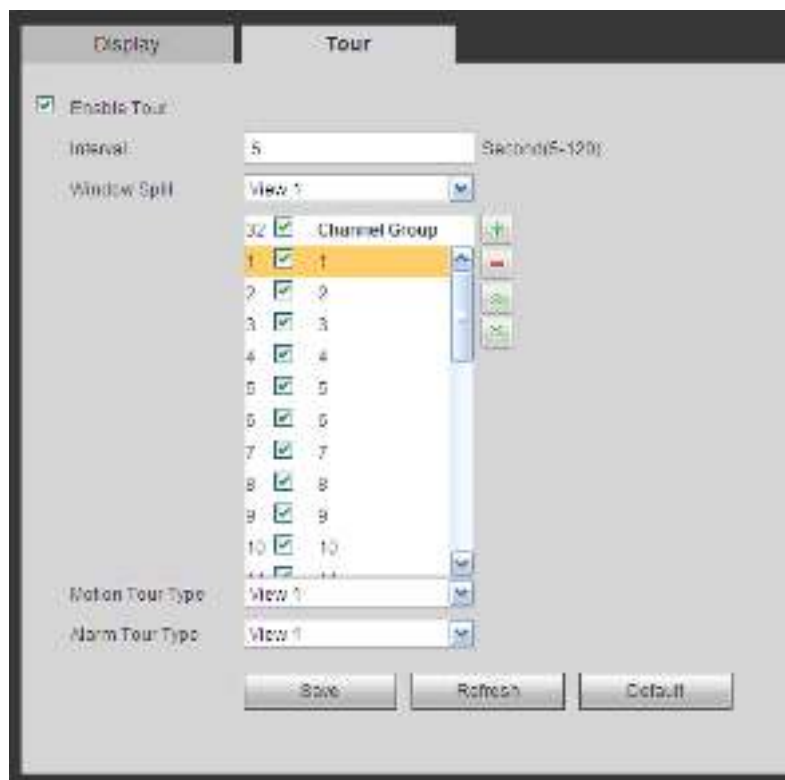 Display Tour
Enable Tour
Interval 5 Second(5-120)
Window Split View 1
32 Channel Group
1 1
2 2
3 3
4 4
5 5
6 6
7 7
8 8
9 9
10 10
Motion Tour Type View 1
Alarm Tour Type View 1
Save Refresh Default